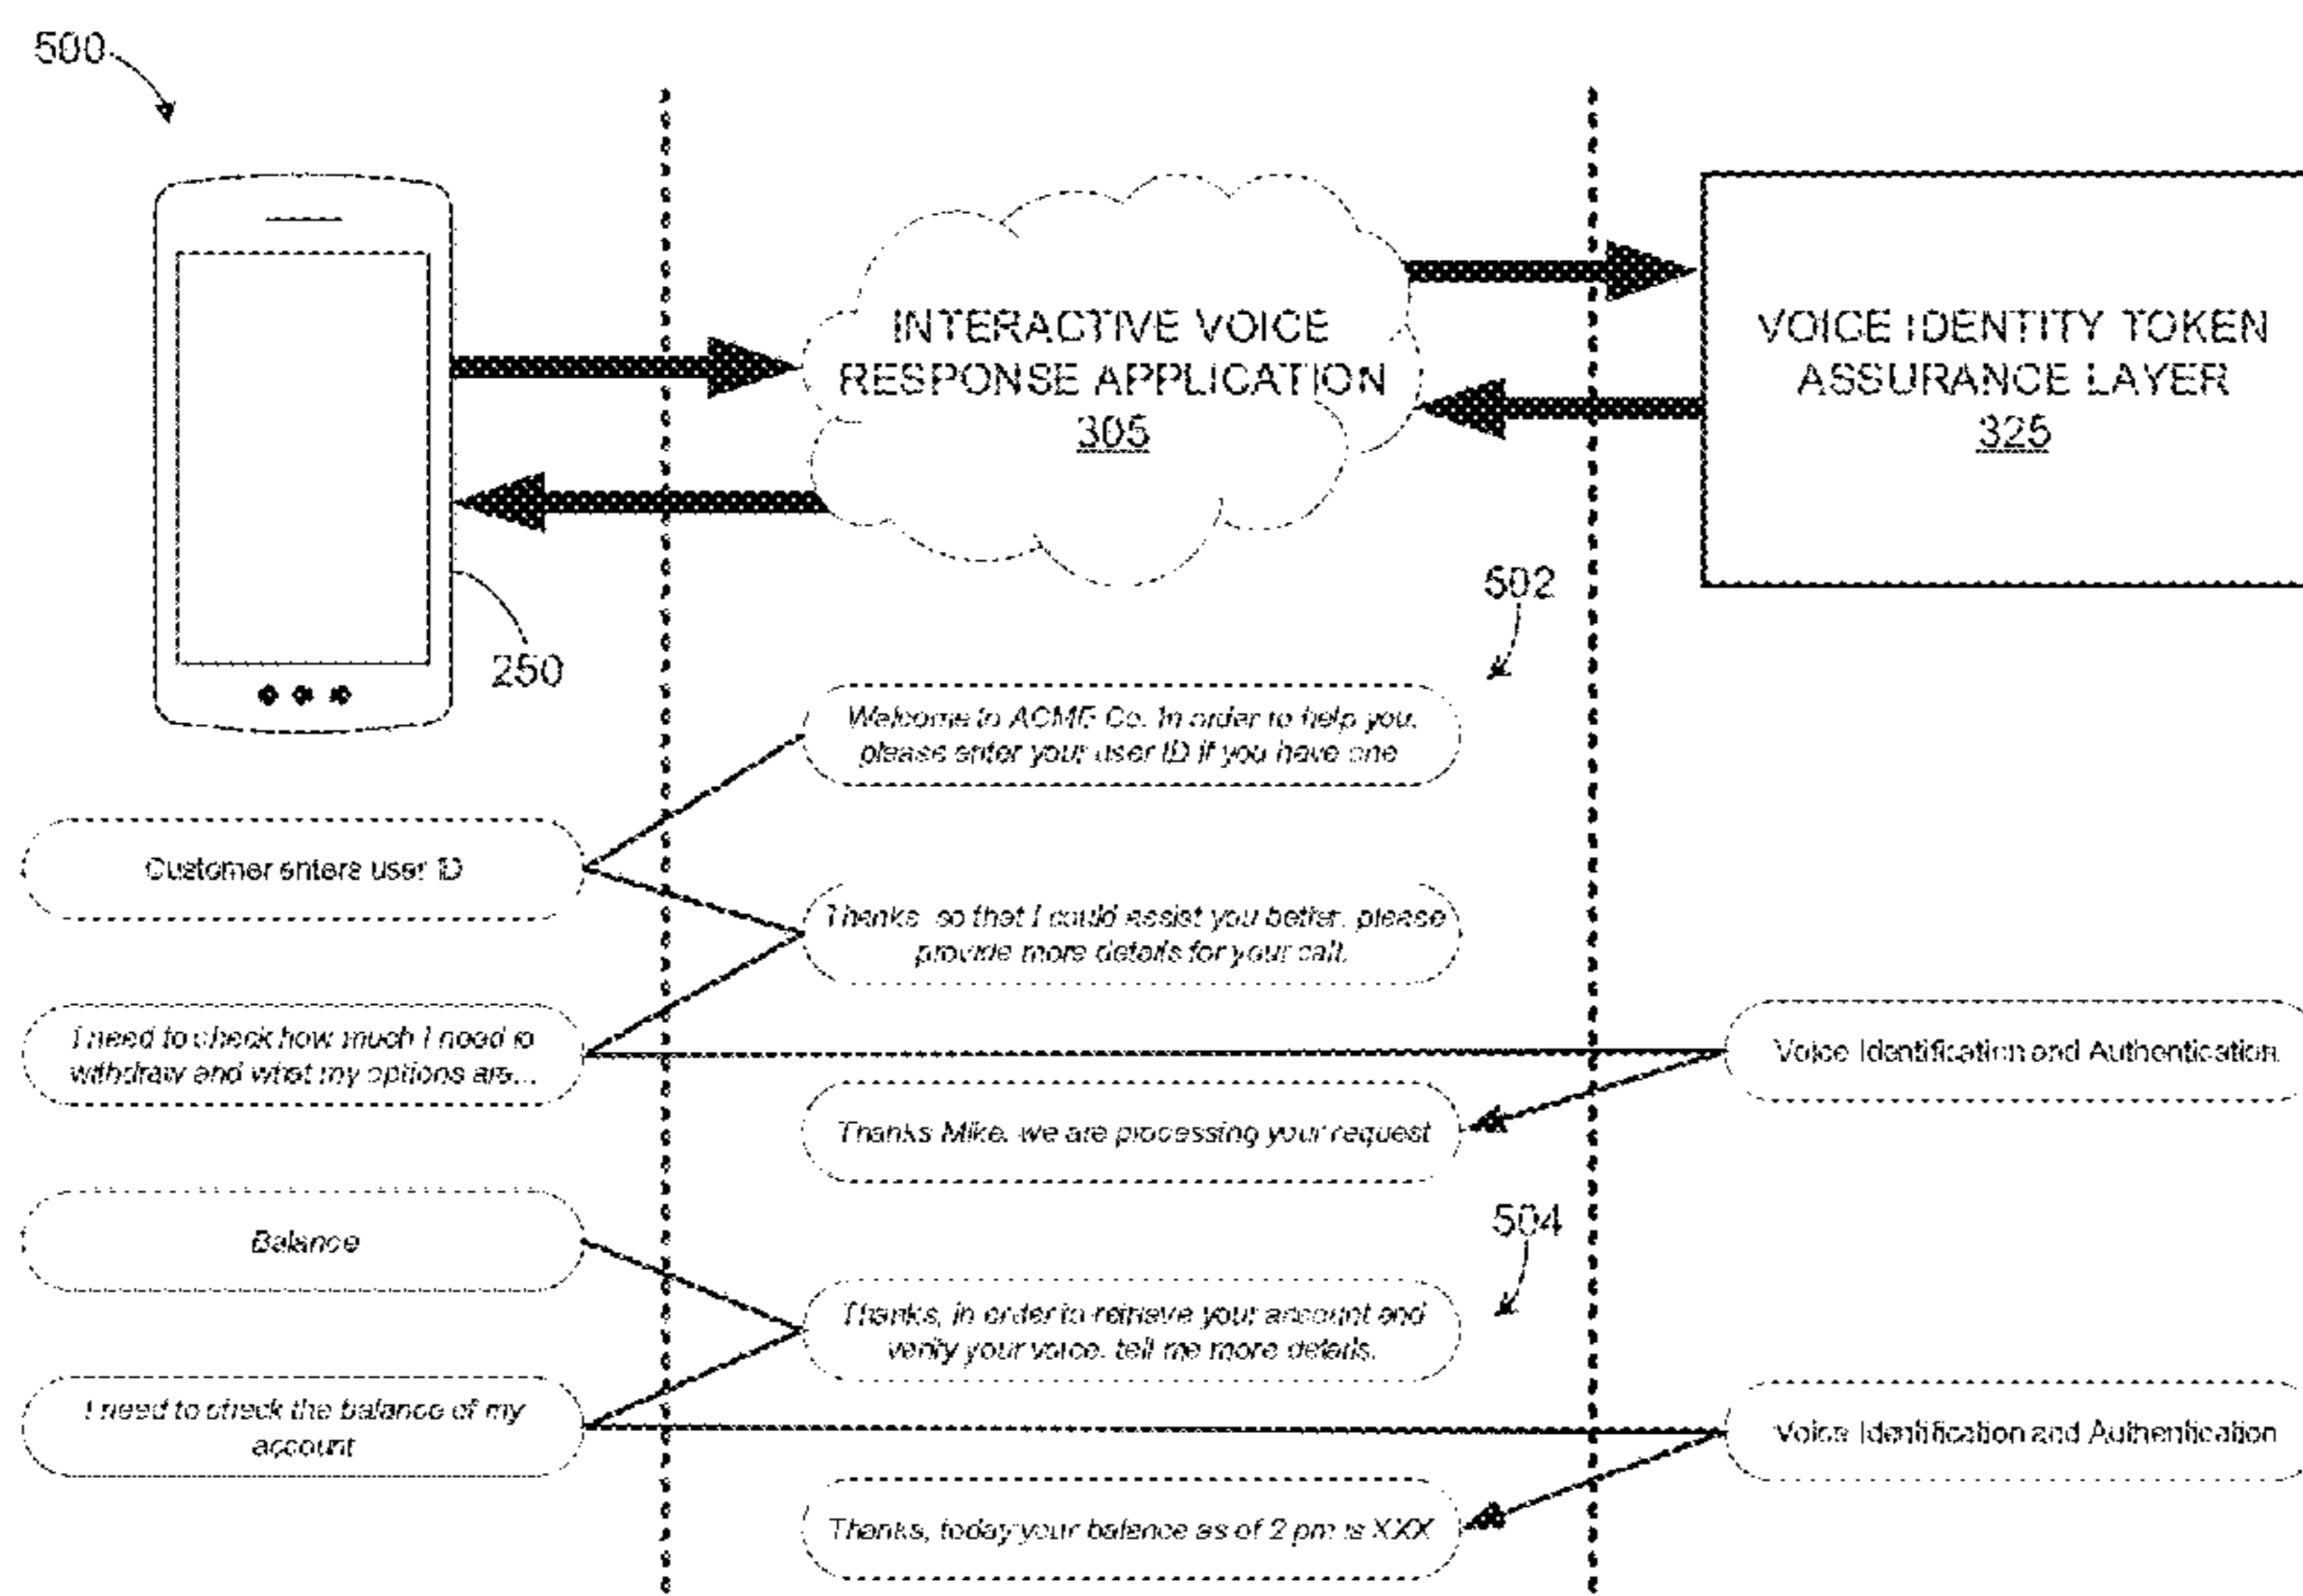 500
INTERACTIVE VOICE
RESPONSE APPLICATION
305
VOICE IDENTITY TOKEN
ASSURANCE LAYER
325
250
502
Welcome to ACME Co. In order to help you,
please enter your user ID if you have one
Customer enters user ID
Thanks, so that I could assist you better, please
provide more details for your call.
I need to check how much I need to
withdraw and what my options are...
Voice Identification and Authentication
Thanks Mike, we are processing your request
504
Balance
Thanks, in order to retrieve your account and
verify your voice, tell me more details.
I need to check the balance of my
account
Voice Identification and Authentication
Thanks, today your balance as of 2 pm is XXX